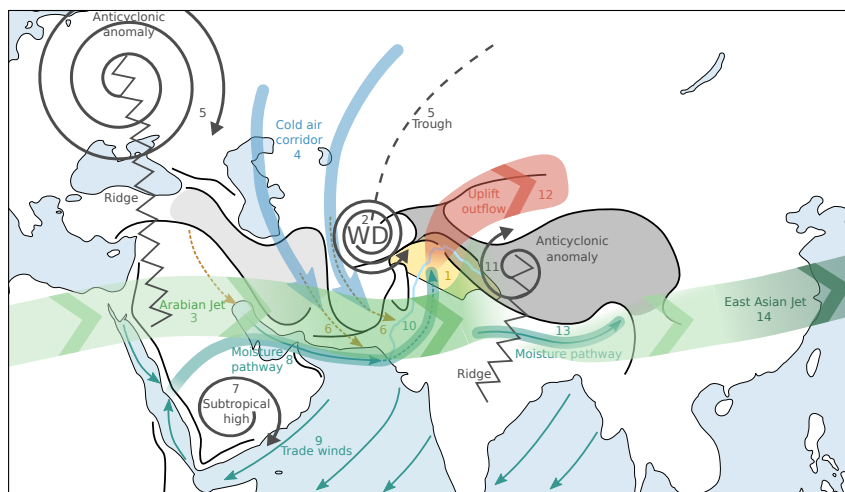 Anticyclonic
anomaly
5
Cold air
corridor
4
5
Trough
Ridge
2
WD
Uplift
outflow
12
Anticyclonic
anomaly
11
1
Arabian Jet
3
6
6
10
13
Moisture pathway
East Asian Jet
14
Moisture
pathway
8
Ridge
7
Subtropical
high
9
Trade winds